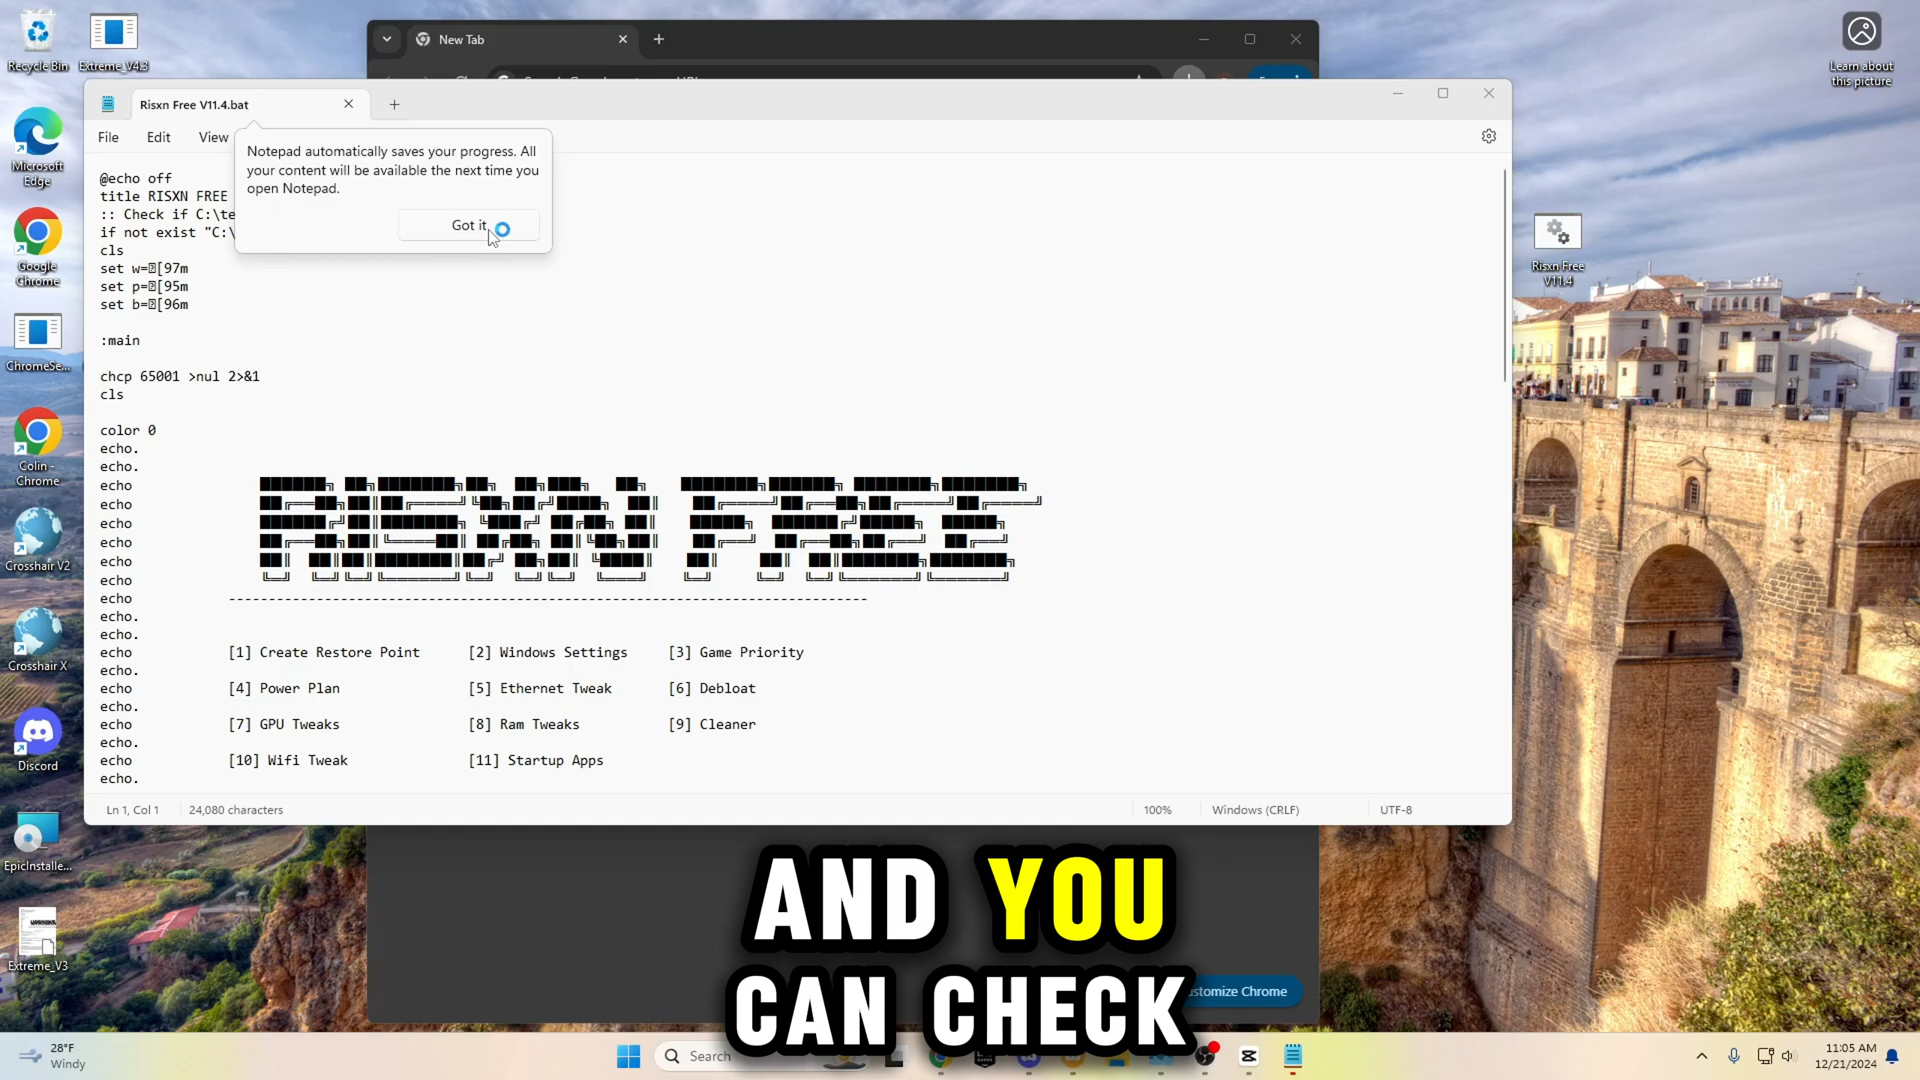 Recycle Bin
Extreme_V4.3
Microsoft Edge
Google Chrome
ChromeSe...
Colin - Chrome
Crosshair V2
Crosshair X
Discord
EpicInstalle...
Extreme_V3
New Tab
Learn about this picture
Risxn Free V11.4
Risxn Free V11.4.bat
File Edit View
Notepad automatically saves your progress. All
your content will be available the next time you
open Notepad.
Got it
@echo off
title RISXN FREE
:: Check if C:\te
if not exist "C:\
cls
set w=[97m
set p=[95m
set b=[96m
:main
chcp 65001 >nul 2>&1
cls
color 0
echo.
echo.
echo
echo
echo
echo
echo
echo
RISXN FREE
echo --------------------------------------------------------------------------------
echo.
echo.
echo [1] Create Restore Point [2] Windows Settings [3] Game Priority
echo.
echo [4] Power Plan [5] Ethernet Tweak [6] Debloat
echo.
echo [7] GPU Tweaks [8] Ram Tweaks [9] Cleaner
echo.
echo [10] Wifi Tweak [11] Startup Apps
echo.
Ln 1, Col 1 24,080 characters 100% Windows (CRLF) UTF-8
AND YOU
CAN CHECK
ustomize Chrome
28°F
Windy
Search
11:05 AM
12/21/2024